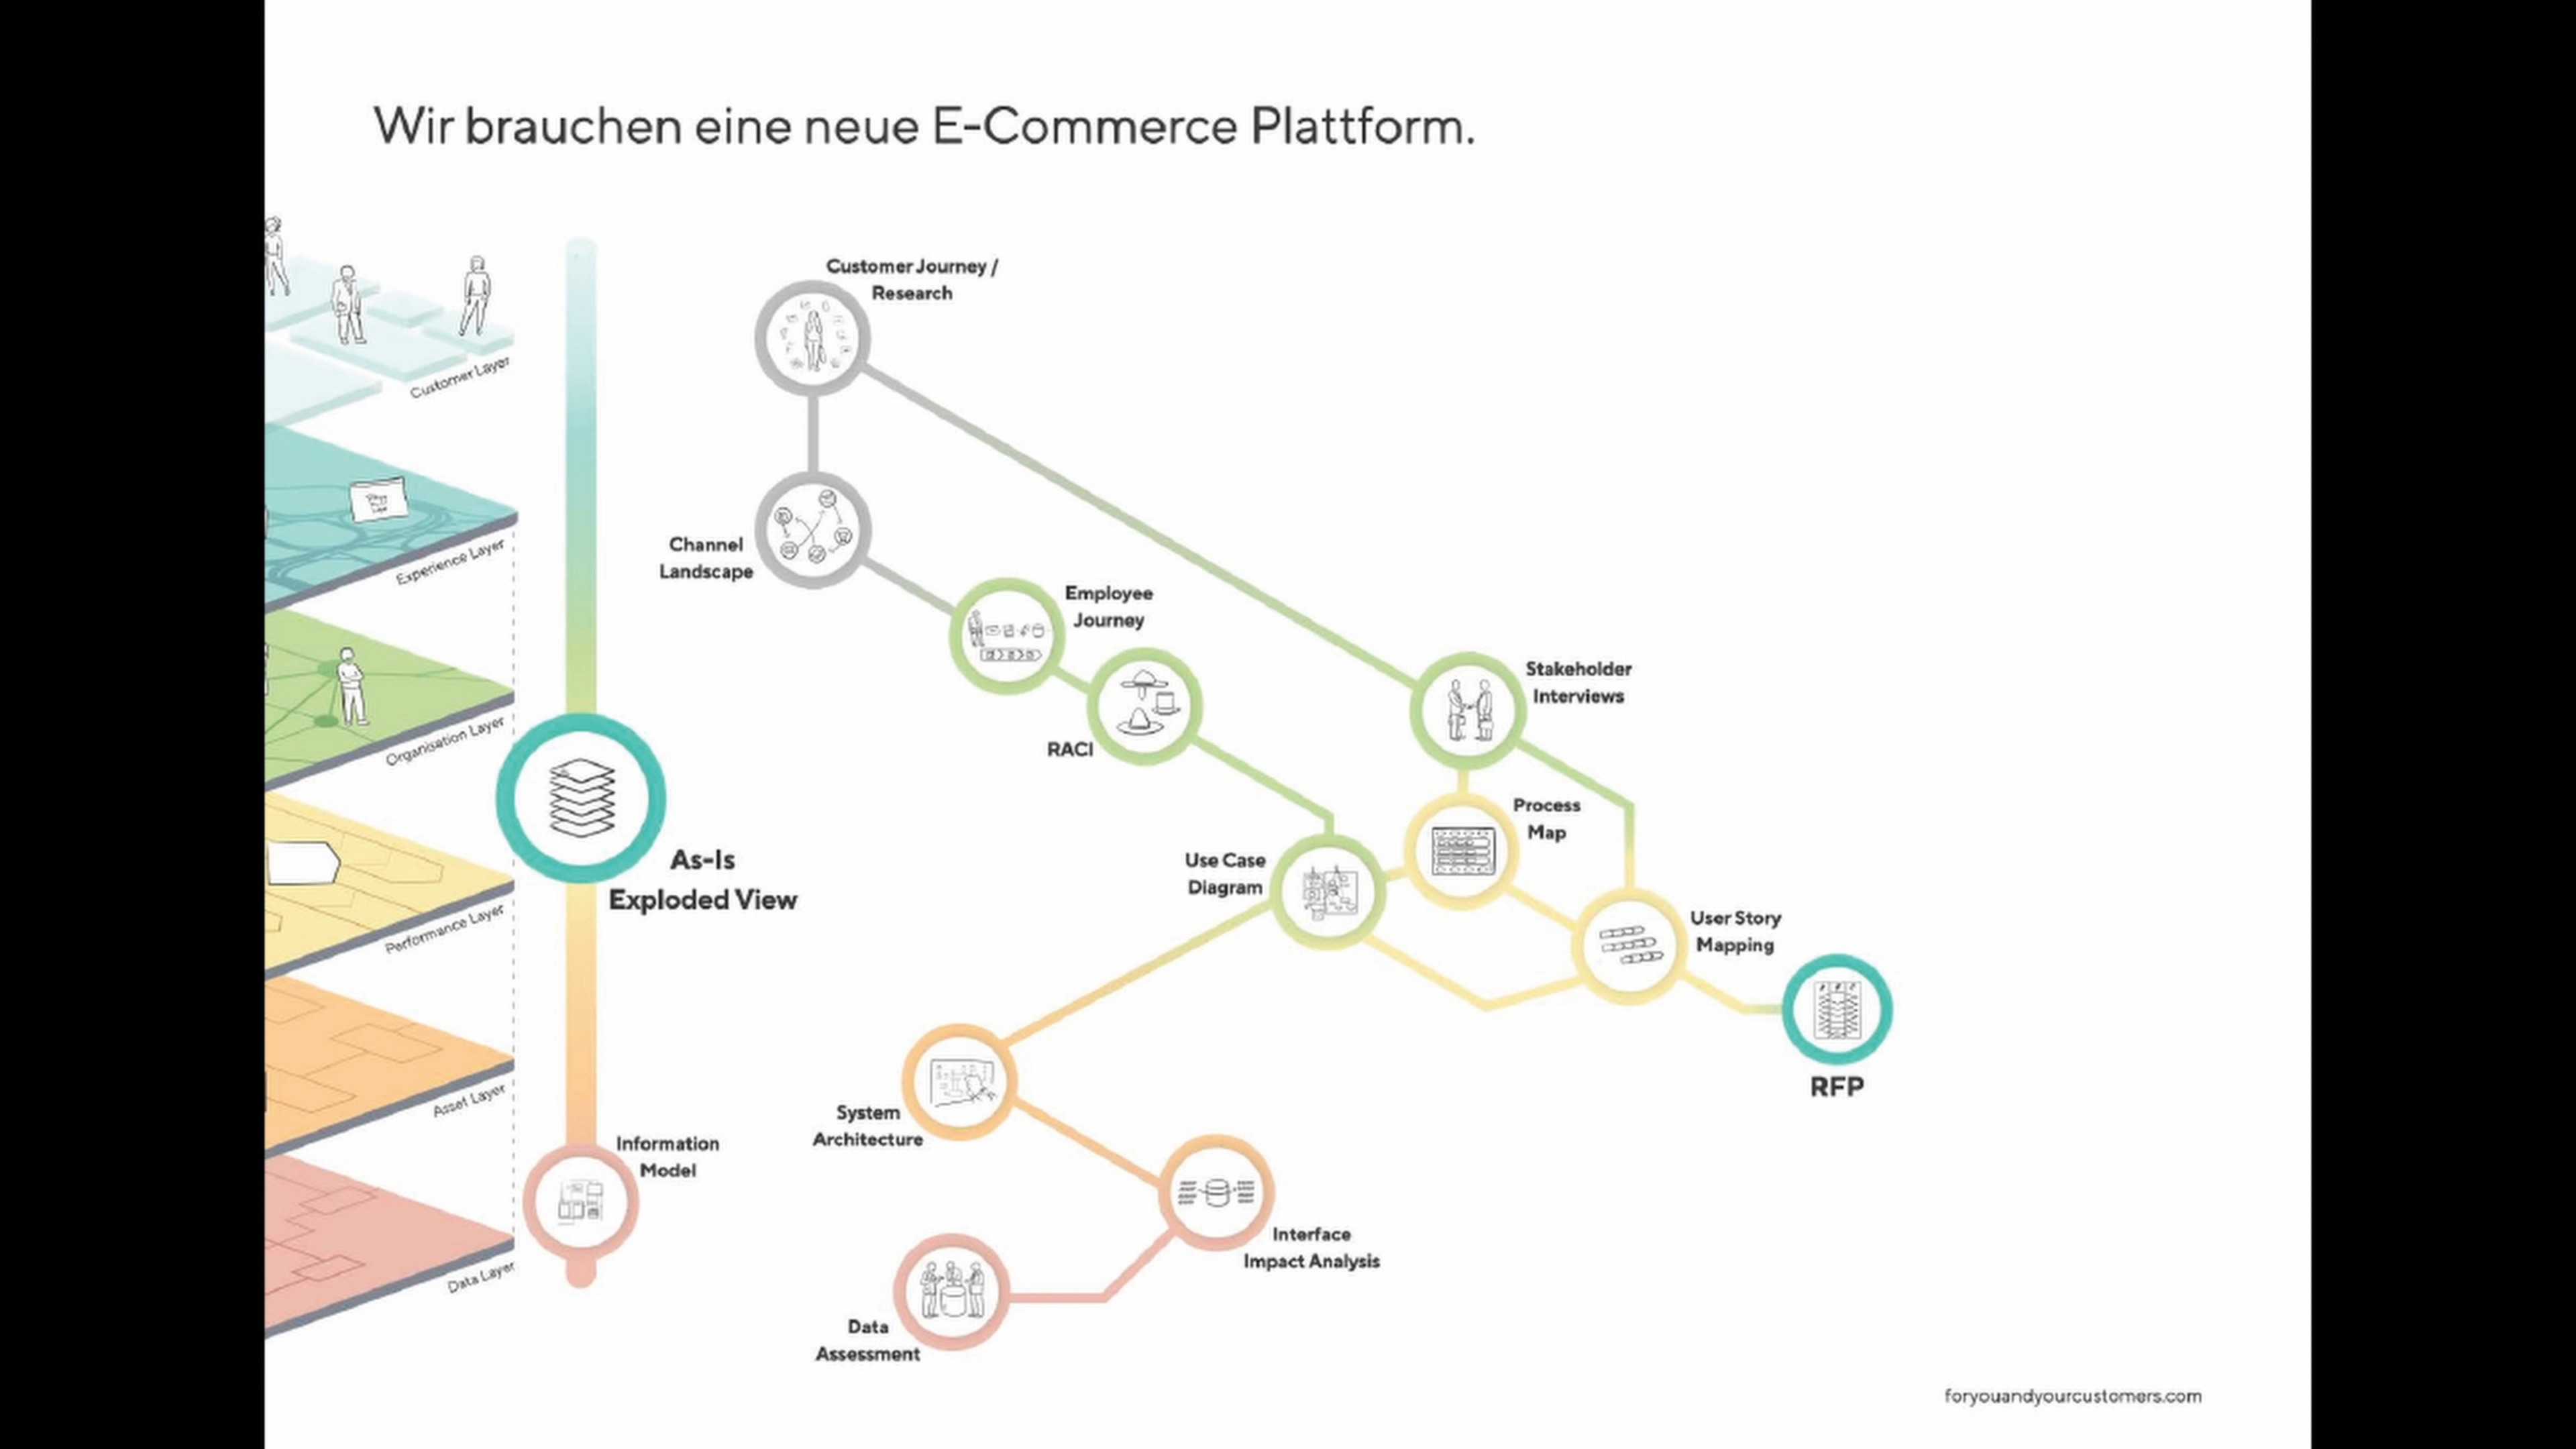 Wir brauchen eine neue E-Commerce Plattform.
Customer Layer
Experience Layer
Organisation Layer
Performance Layer
Asset Layer
Data Layer
As-Is
Exploded View
Information
Model
Customer Journey /
Research
Channel
Landscape
Employee
Journey
RACI
Stakeholder
Interviews
Process
Map
Use Case
Diagram
User Story
Mapping
RFP
System
Architecture
Interface
Impact Analysis
Data
Assessment
foryouandyourcustomers.com